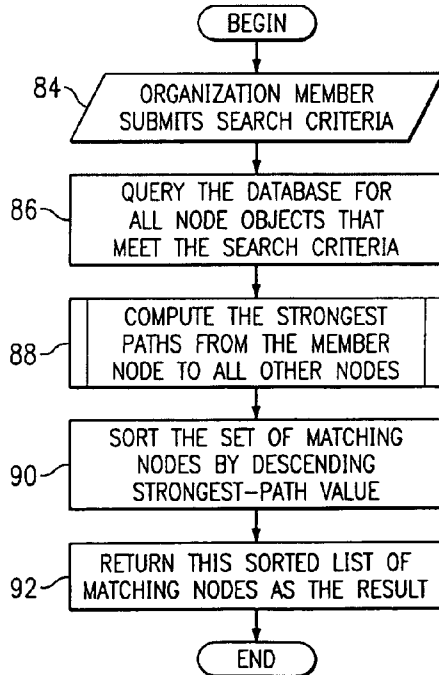 BEGIN
84
ORGANIZATION MEMBER
SUBMITS SEARCH CRITERIA
86
QUERY THE DATABASE FOR
ALL NODE OBJECTS THAT
MEET THE SEARCH CRITERIA
88
COMPUTE THE STRONGEST
PATHS FROM THE MEMBER
NODE TO ALL OTHER NODES
90
SORT THE SET OF MATCHING
NODES BY DESCENDING
STRONGEST-PATH VALUE
92
RETURN THIS SORTED LIST OF
MATCHING NODES AS THE RESULT
END